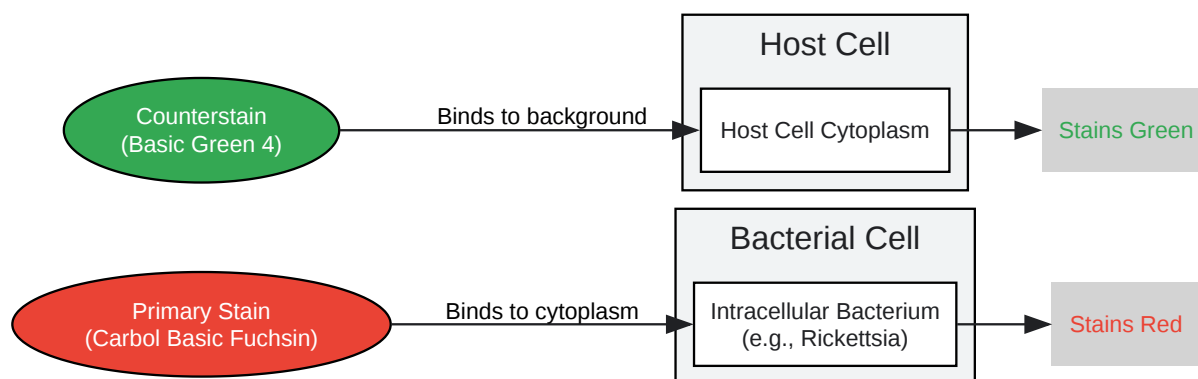 Host Cell
Counterstain
(Basic Green 4)
Binds to background
Host Cell Cytoplasm
Stains Green
Bacterial Cell
Primary Stain
(Carbol Basic Fuchsin)
Binds to cytoplasm
Intracellular Bacterium
(e.g., Rickettsia)
Stains Red